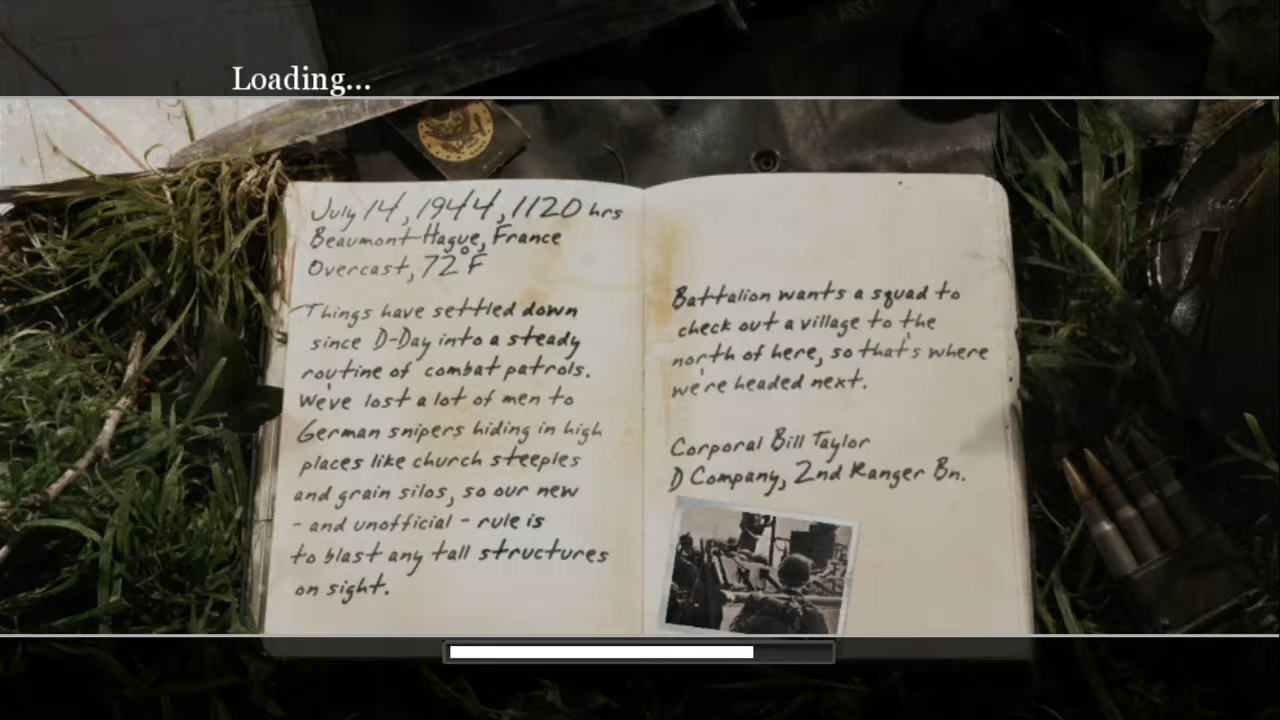 Loading...
July 14, 1944, 1120 hrs
Beaumont-Hague, France
Overcast, 72°F
Things have settled down
since D-Day into a steady
routine of combat patrols.
We've lost a lot of men to
German snipers hiding in high
places like church steeples
and grain silos, so our new
- and unofficial - rule is
to blast any tall structures
on sight.
Battalion wants a squad to
check out a village to the
north of here, so that's where
we're headed next.
Corporal Bill Taylor
D Company, 2nd Ranger Bn.